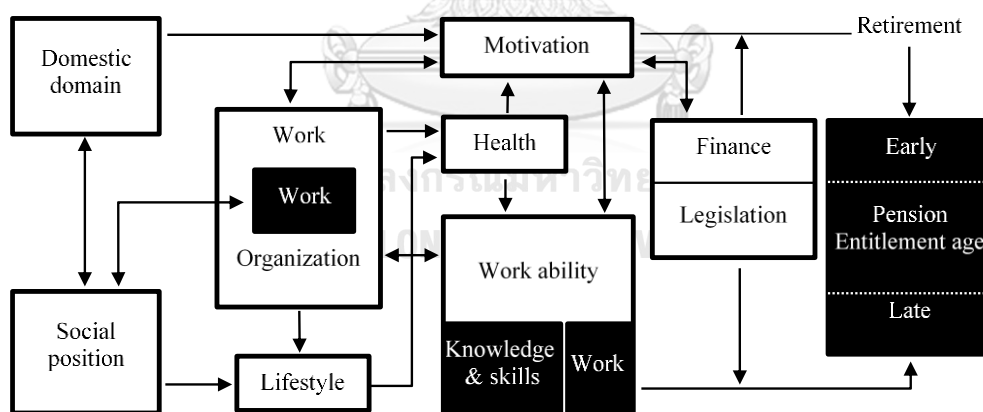 Domestic
domain
Motivation
Retirement
Work
Work
Organization
Health
Finance
Legislation
Early
Pension
Entitlement age
Late
Work ability
Knowledge
& skills
Work
Social
position
Lifestyle